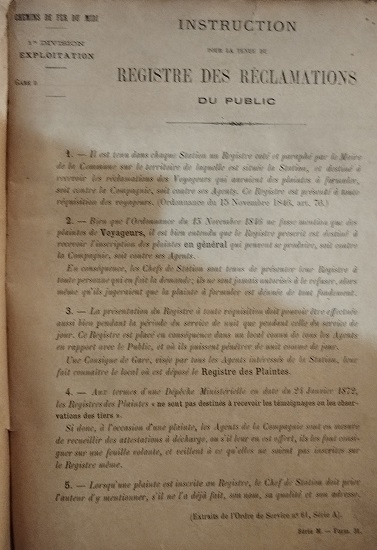 CHEMINS DE FER DU MIDI
1re DIVISION
EXPLOITATION
GARE D
INSTRUCTION
POUR LA TENUE DU
REGISTRE DES RÉCLAMATIONS
DU PUBLIC
1. — Il est tenu dans chaque Station un Registre coté et paraphé par le Maire
de la Commune sur le territoire de laquelle est située la Station, et destiné à
recevoir les réclamations des Voyageurs qui auraient des plaintes à formuler,
soit contre la Compagnie, soit contre ses Agents. Ce Registre est présenté à toute
réquisition des voyageurs. (Ordonnance du 15 Novembre 1846, art. 76.)
2. — Bien que l'Ordonnance du 15 Novembre 1846 ne fasse mention que des
plaintes de Voyageurs, il est bien entendu que le Registre prescrit est destiné à
recevoir l'inscription des plaintes en général qui peuvent se produire, soit contre
la Compagnie, soit contre ses Agents.
En conséquence, les Chefs de Station sont tenus de présenter leur Registre à
toute personne qui en fait la demande; ils ne sont jamais autorisés à le refuser, alors
même qu'ils jugeraient que la plainte à formuler est dénuée de tout fondement.
3. — La présentation du Registre à toute réquisition doit pouvoir être effectuée
aussi bien pendant la période du service de nuit que pendant celle du service de
jour. Ce Registre est placé en conséquence dans un local connu de tous les Agents
en rapport avec le Public, et où ils puissent pénétrer de nuit comme de jour.
Une Consigne de Gare, visée par tous les Agents intéressés de la Station, leur
fait connaître le local où est déposé le Registre des Plaintes.
4. — Aux termes d'une Dépêche Ministérielle en date du 24 Janvier 1872,
les Registres des Plaintes « ne sont pas destinés à recevoir les témoignages ou les obser-
vations des tiers ».
Si donc, à l'occasion d'une plainte, les Agents de la Compagnie sont en mesure
de recueillir des attestations à décharge, ou s'il leur en est offert, ils les font consi-
gner sur une feuille volante, et veillent à ce qu'elles ne soient pas inscrites sur
le Registre même.
5. — Lorsqu'une plainte est inscrite au Registre, le Chef de Station doit prier
l'auteur d'y mentionner, s'il ne l'a déjà fait, son nom, sa qualité et son adresse.
(Extraits de l'Ordre de Service n° 61, Série A).
Série N. — Form. M.